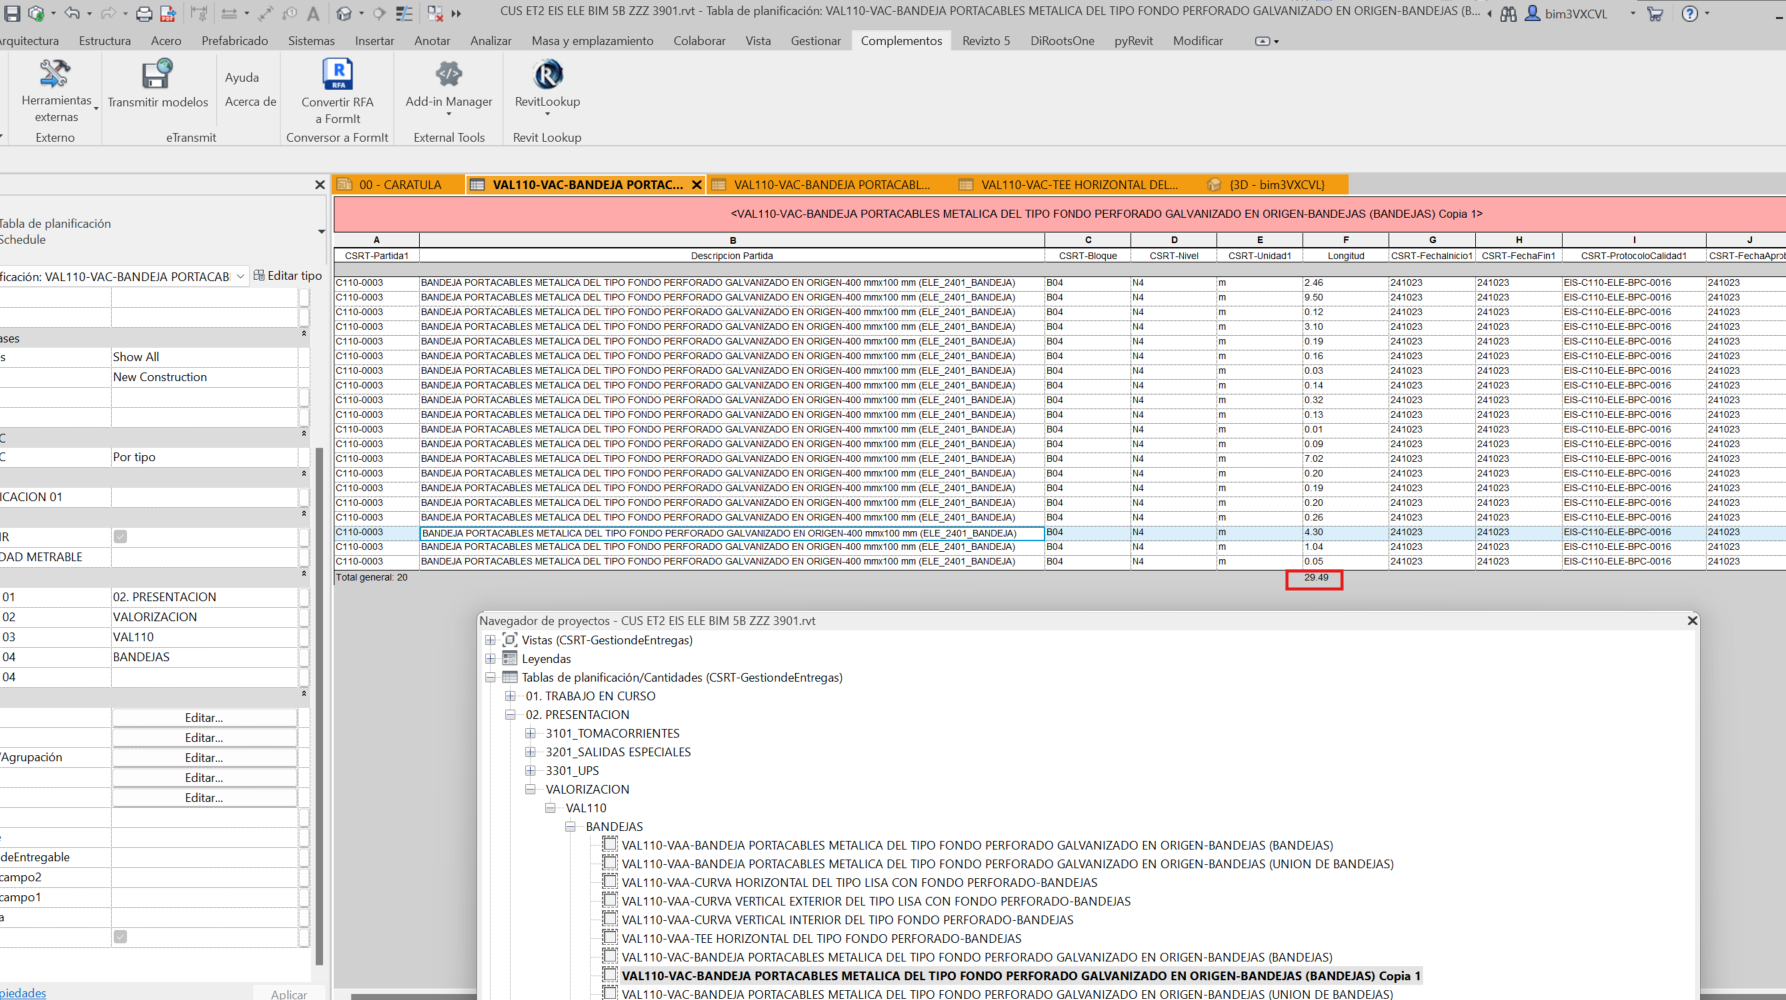 CUS ET2 EIS ELE BIM 5B ZZZ 3901.rvt - Tabla de planificación: VAL110-VAC-BANDEJA PORTACABLES METALICA DEL TIPO FONDO PERFORADO GALVANIZADO EN ORIGEN-BANDEJAS (B... bim3VXCVL
rquitectura Estructura Acero Prefabricado Sistemas Insertar Anotar Analizar Masa y emplazamiento Colaborar Vista Gestionar Complementos Revizto 5 DiRootsOne pyRevit Modificar
Herramientas externas Transmitir modelos Ayuda Acerca de Convertir RFA a FormIt Add-in Manager RevitLookup
Externo eTransmit Conversor a FormIt External Tools Revit Lookup
00 - CARATULA VAL110-VAC-BANDEJA PORTAC... VAL110-VAC-BANDEJA PORTACABL... VAL110-VAC-TEE HORIZONTAL DEL... {3D - bim3VXCVL}
Tabla de planificación
Schedule
ficación: VAL110-VAC-BANDEJA PORTACAB Editar tipo
ases
s Show All
New Construction
C
C Por tipo
ICACION 01
R
DAD METRABLE
01 02. PRESENTACION
02 VALORIZACION
03 VAL110
04 BANDEJAS
04
Editar...
Editar...
/Agrupación Editar...
Editar...
Editar...
deEntregable
campo2
campo1
a
piedades Aplicar
<VAL110-VAC-BANDEJA PORTACABLES METALICA DEL TIPO FONDO PERFORADO GALVANIZADO EN ORIGEN-BANDEJAS (BANDEJAS) Copia 1>
A B C D E F G H I J
CSRT-Partida1 Descripcion Partida CSRT-Bloque CSRT-Nivel CSRT-Unidad1 Longitud CSRT-FechaInicio1 CSRT-FechaFin1 CSRT-ProtocoloCalidad1 CSRT-FechaAprob
C110-0003 BANDEJA PORTACABLES METALICA DEL TIPO FONDO PERFORADO GALVANIZADO EN ORIGEN-400 mmx100 mm (ELE_2401_BANDEJA) B04 N4 m 2.46 241023 241023 EIS-C110-ELE-BPC-0016 241023
C110-0003 BANDEJA PORTACABLES METALICA DEL TIPO FONDO PERFORADO GALVANIZADO EN ORIGEN-400 mmx100 mm (ELE_2401_BANDEJA) B04 N4 m 9.50 241023 241023 EIS-C110-ELE-BPC-0016 241023
C110-0003 BANDEJA PORTACABLES METALICA DEL TIPO FONDO PERFORADO GALVANIZADO EN ORIGEN-400 mmx100 mm (ELE_2401_BANDEJA) B04 N4 m 0.12 241023 241023 EIS-C110-ELE-BPC-0016 241023
C110-0003 BANDEJA PORTACABLES METALICA DEL TIPO FONDO PERFORADO GALVANIZADO EN ORIGEN-400 mmx100 mm (ELE_2401_BANDEJA) B04 N4 m 3.10 241023 241023 EIS-C110-ELE-BPC-0016 241023
C110-0003 BANDEJA PORTACABLES METALICA DEL TIPO FONDO PERFORADO GALVANIZADO EN ORIGEN-400 mmx100 mm (ELE_2401_BANDEJA) B04 N4 m 0.19 241023 241023 EIS-C110-ELE-BPC-0016 241023
C110-0003 BANDEJA PORTACABLES METALICA DEL TIPO FONDO PERFORADO GALVANIZADO EN ORIGEN-400 mmx100 mm (ELE_2401_BANDEJA) B04 N4 m 0.16 241023 241023 EIS-C110-ELE-BPC-0016 241023
C110-0003 BANDEJA PORTACABLES METALICA DEL TIPO FONDO PERFORADO GALVANIZADO EN ORIGEN-400 mmx100 mm (ELE_2401_BANDEJA) B04 N4 m 0.03 241023 241023 EIS-C110-ELE-BPC-0016 241023
C110-0003 BANDEJA PORTACABLES METALICA DEL TIPO FONDO PERFORADO GALVANIZADO EN ORIGEN-400 mmx100 mm (ELE_2401_BANDEJA) B04 N4 m 0.14 241023 241023 EIS-C110-ELE-BPC-0016 241023
C110-0003 BANDEJA PORTACABLES METALICA DEL TIPO FONDO PERFORADO GALVANIZADO EN ORIGEN-400 mmx100 mm (ELE_2401_BANDEJA) B04 N4 m 0.32 241023 241023 EIS-C110-ELE-BPC-0016 241023
C110-0003 BANDEJA PORTACABLES METALICA DEL TIPO FONDO PERFORADO GALVANIZADO EN ORIGEN-400 mmx100 mm (ELE_2401_BANDEJA) B04 N4 m 0.13 241023 241023 EIS-C110-ELE-BPC-0016 241023
C110-0003 BANDEJA PORTACABLES METALICA DEL TIPO FONDO PERFORADO GALVANIZADO EN ORIGEN-400 mmx100 mm (ELE_2401_BANDEJA) B04 N4 m 0.01 241023 241023 EIS-C110-ELE-BPC-0016 241023
C110-0003 BANDEJA PORTACABLES METALICA DEL TIPO FONDO PERFORADO GALVANIZADO EN ORIGEN-400 mmx100 mm (ELE_2401_BANDEJA) B04 N4 m 0.09 241023 241023 EIS-C110-ELE-BPC-0016 241023
C110-0003 BANDEJA PORTACABLES METALICA DEL TIPO FONDO PERFORADO GALVANIZADO EN ORIGEN-400 mmx100 mm (ELE_2401_BANDEJA) B04 N4 m 7.02 241023 241023 EIS-C110-ELE-BPC-0016 241023
C110-0003 BANDEJA PORTACABLES METALICA DEL TIPO FONDO PERFORADO GALVANIZADO EN ORIGEN-400 mmx100 mm (ELE_2401_BANDEJA) B04 N4 m 0.20 241023 241023 EIS-C110-ELE-BPC-0016 241023
C110-0003 BANDEJA PORTACABLES METALICA DEL TIPO FONDO PERFORADO GALVANIZADO EN ORIGEN-400 mmx100 mm (ELE_2401_BANDEJA) B04 N4 m 0.19 241023 241023 EIS-C110-ELE-BPC-0016 241023
C110-0003 BANDEJA PORTACABLES METALICA DEL TIPO FONDO PERFORADO GALVANIZADO EN ORIGEN-400 mmx100 mm (ELE_2401_BANDEJA) B04 N4 m 0.20 241023 241023 EIS-C110-ELE-BPC-0016 241023
C110-0003 BANDEJA PORTACABLES METALICA DEL TIPO FONDO PERFORADO GALVANIZADO EN ORIGEN-400 mmx100 mm (ELE_2401_BANDEJA) B04 N4 m 0.26 241023 241023 EIS-C110-ELE-BPC-0016 241023
C110-0003 BANDEJA PORTACABLES METALICA DEL TIPO FONDO PERFORADO GALVANIZADO EN ORIGEN-400 mmx100 mm (ELE_2401_BANDEJA) B04 N4 m 4.30 241023 241023 EIS-C110-ELE-BPC-0016 241023
C110-0003 BANDEJA PORTACABLES METALICA DEL TIPO FONDO PERFORADO GALVANIZADO EN ORIGEN-400 mmx100 mm (ELE_2401_BANDEJA) B04 N4 m 1.04 241023 241023 EIS-C110-ELE-BPC-0016 241023
C110-0003 BANDEJA PORTACABLES METALICA DEL TIPO FONDO PERFORADO GALVANIZADO EN ORIGEN-400 mmx100 mm (ELE_2401_BANDEJA) B04 N4 m 0.05 241023 241023 EIS-C110-ELE-BPC-0016 241023
Total general: 20 29.49
Navegador de proyectos - CUS ET2 EIS ELE BIM 5B ZZZ 3901.rvt
Vistas (CSRT-GestiondeEntregas)
Leyendas
Tablas de planificación/Cantidades (CSRT-GestiondeEntregas)
01. TRABAJO EN CURSO
02. PRESENTACION
3101_TOMACORRIENTES
3201_SALIDAS ESPECIALES
3301_UPS
VALORIZACION
VAL110
BANDEJAS
VAL110-VAA-BANDEJA PORTACABLES METALICA DEL TIPO FONDO PERFORADO GALVANIZADO EN ORIGEN-BANDEJAS (BANDEJAS)
VAL110-VAA-BANDEJA PORTACABLES METALICA DEL TIPO FONDO PERFORADO GALVANIZADO EN ORIGEN-BANDEJAS (UNION DE BANDEJAS)
VAL110-VAA-CURVA HORIZONTAL DEL TIPO LISA CON FONDO PERFORADO-BANDEJAS
VAL110-VAA-CURVA VERTICAL EXTERIOR DEL TIPO LISA CON FONDO PERFORADO-BANDEJAS
VAL110-VAA-CURVA VERTICAL INTERIOR DEL TIPO FONDO PERFORADO-BANDEJAS
VAL110-VAA-TEE HORIZONTAL DEL TIPO FONDO PERFORADO-BANDEJAS
VAL110-VAC-BANDEJA PORTACABLES METALICA DEL TIPO FONDO PERFORADO GALVANIZADO EN ORIGEN-BANDEJAS (BANDEJAS)
VAL110-VAC-BANDEJA PORTACABLES METALICA DEL TIPO FONDO PERFORADO GALVANIZADO EN ORIGEN-BANDEJAS (BANDEJAS) Copia 1
VAL110-VAC-BANDEJA PORTACABLES METALICA DEL TIPO FONDO PERFORADO GALVANIZADO EN ORIGEN-BANDEJAS (UNION DE BANDEJAS)